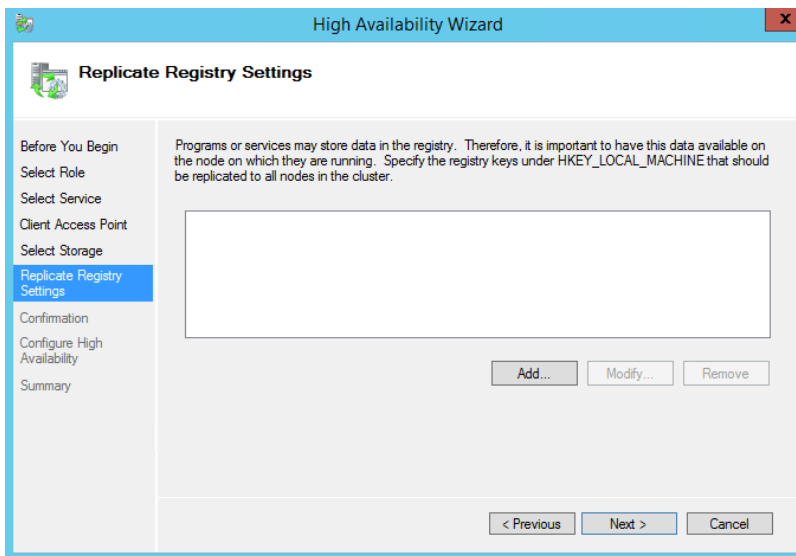 High Availability Wizard
x
Replicate Registry Settings
Before You Begin
Select Role
Select Service
Client Access Point
Select Storage
Replicate Registry
Settings
Confirmation
Configure High
Availability
Summary
Programs or services may store data in the registry. Therefore, it is important to have this data available on
the node on which they are running. Specify the registry keys under HKEY_LOCAL_MACHINE that should
be replicated to all nodes in the cluster.
Add...
Modify...
Remove
< Previous
Next >
Cancel